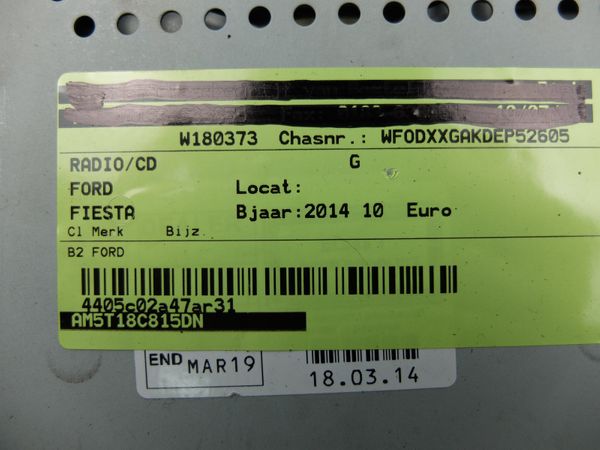 W180373 Chasnr.: WFODXXGAKDEP52605
RADIO/CD G
FORD Locat:
FIESTA Bjaar:2014 10 Euro
Cl Merk Bijz.
B2 FORD
4405c02a47ar31
AM5T18C815DN
END MAR19
18.03.14